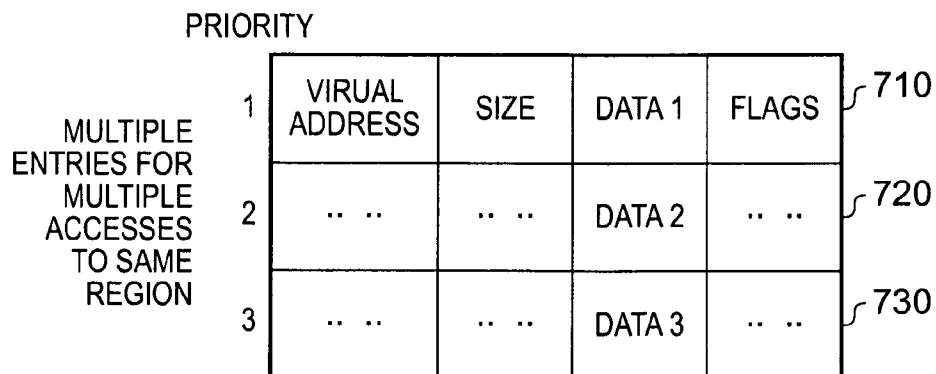 PRIORITY
MULTIPLE
ENTRIES FOR
MULTIPLE
ACCESSES
TO SAME
REGION
1 VIRUAL ADDRESS SIZE DATA 1 FLAGS 710
2 .. .. .. .. DATA 2 .. .. 720
3 .. .. .. .. DATA 3 .. .. 730